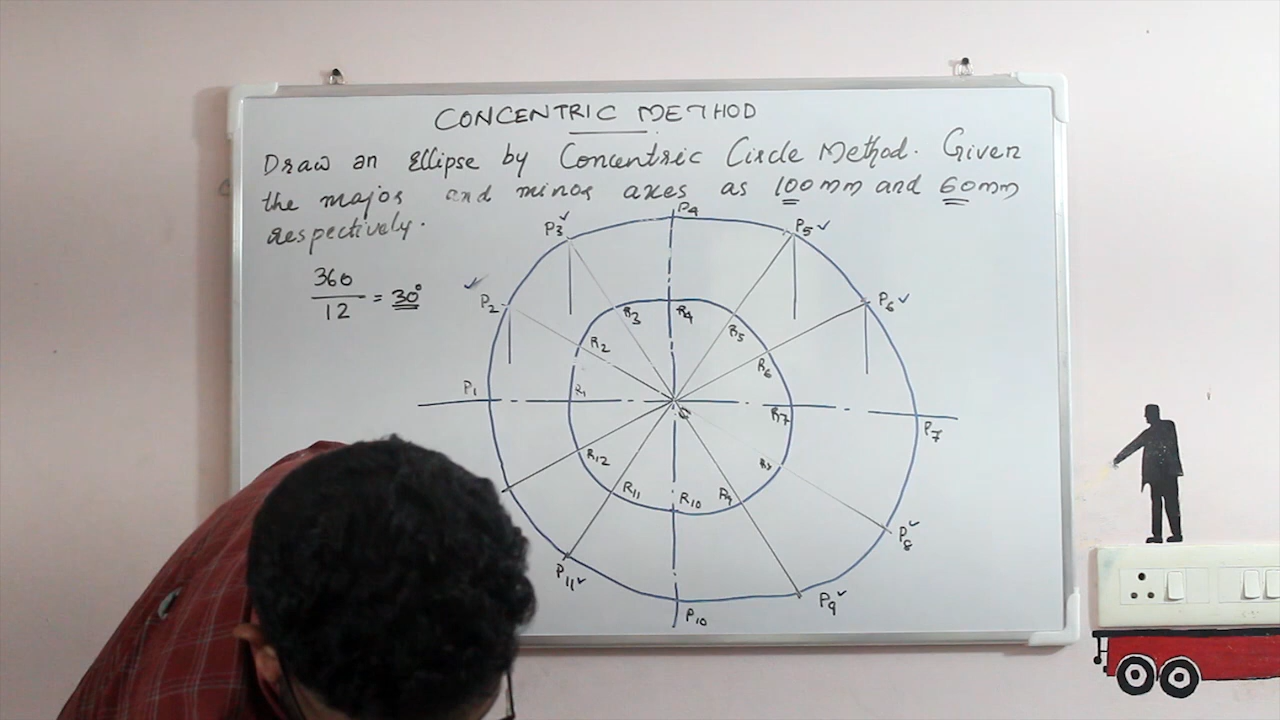 CONCENTRIC METHOD
Draw an Ellipse by Concentric Circle Method. Given
the major and minor axes as 100mm and 60mm
respectively.
360
12
= 30°
P4
P3
P5
P2
P6
R3
R4
R5
R2
R6
P1
R1
C
R7
P7
R12
R8
R11
R10
R9
P8
P11
P9
P10